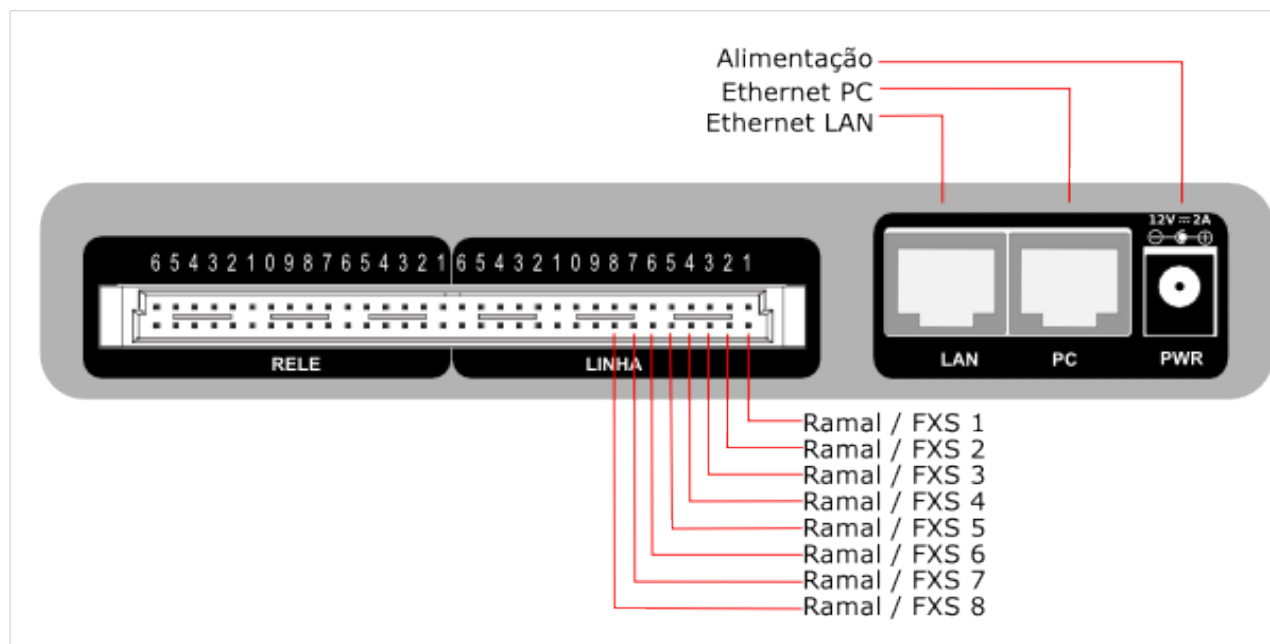 Alimentação
Ethernet PC
Ethernet LAN
12V ⎓ 2A
6 5 4 3 2 1 0 9 8 7 6 5 4 3 2 1 6 5 4 3 2 1 0 9 8 7 6 5 4 3 2 1
RELE LINHA
LAN PC PWR
Ramal / FXS 1
Ramal / FXS 2
Ramal / FXS 3
Ramal / FXS 4
Ramal / FXS 5
Ramal / FXS 6
Ramal / FXS 7
Ramal / FXS 8